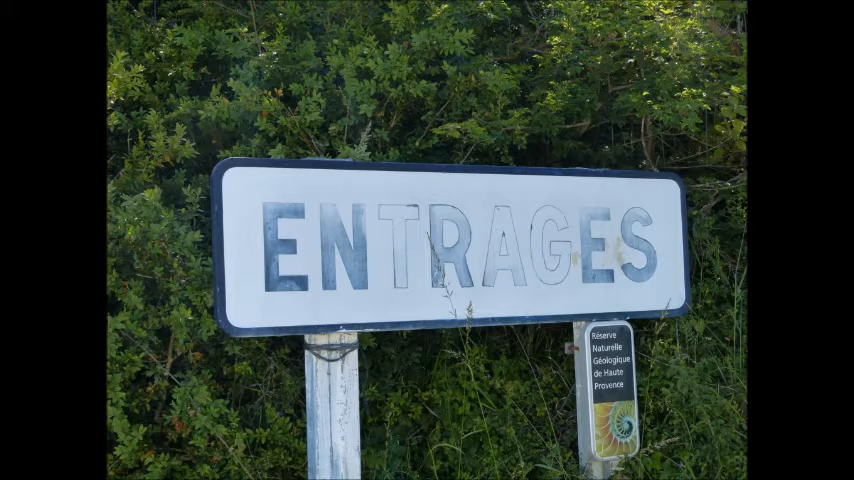 ENTRAGES
Réserve
Naturelle
Géologique
de Haute
Provence